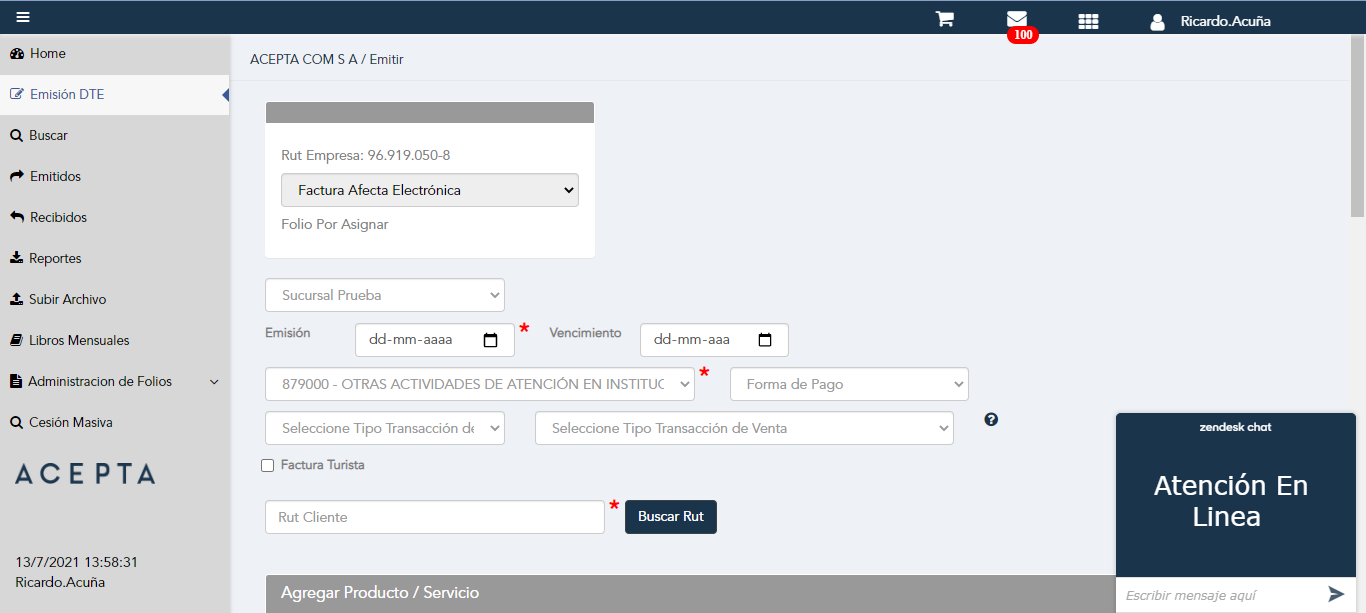 Ricardo.Acuña
100
Home
Emisión DTE
Buscar
Emitidos
Recibidos
Reportes
Subir Archivo
Libros Mensuales
Administracion de Folios
Cesión Masiva
ACEPTA
13/7/2021 13:58:31
Ricardo.Acuña
ACEPTA COM S A / Emitir
Rut Empresa: 96.919.050-8
Factura Afecta Electrónica
Folio Por Asignar
Sucursal Prueba
Emisión dd-mm-aaaa * Vencimiento dd-mm-aaa
879000 - OTRAS ACTIVIDADES DE ATENCIÓN EN INSTITUC * Forma de Pago
Seleccione Tipo Transacción de Seleccione Tipo Transacción de Venta ?
Factura Turista
Rut Cliente * Buscar Rut
Agregar Producto / Servicio
zendesk chat
Atención En
Linea
Escribir mensaje aquí